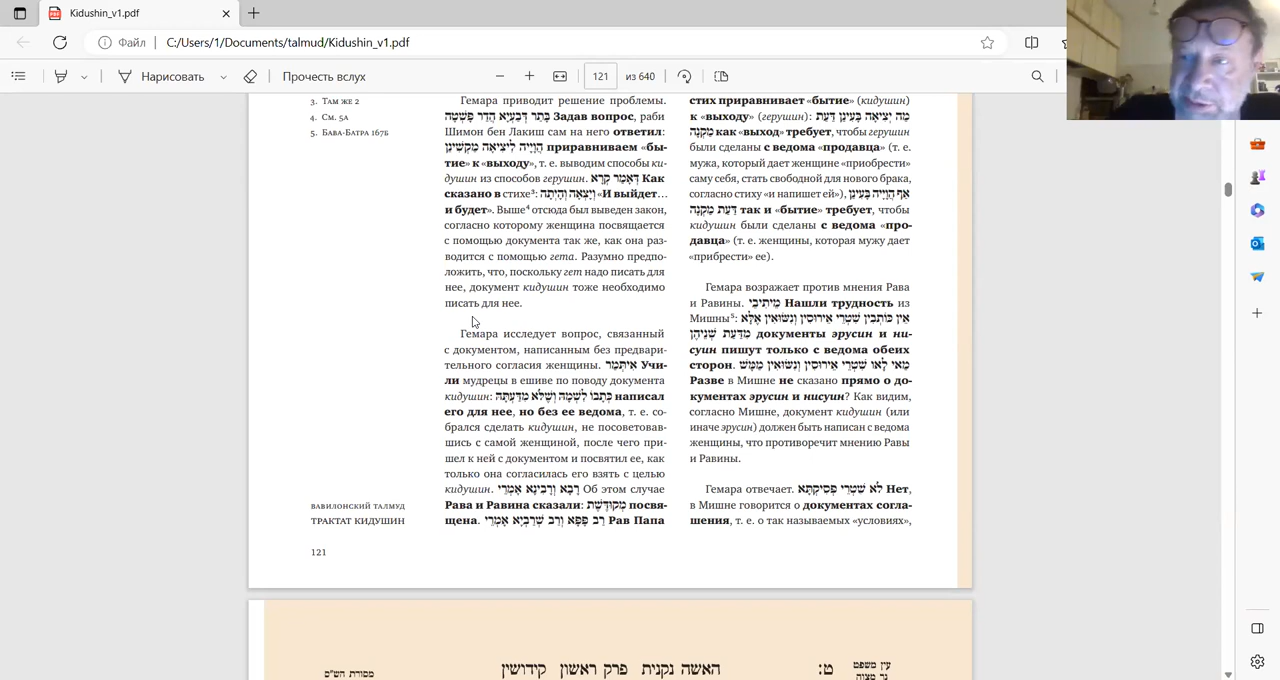 Kidushin_v1.pdf
Файл
C:/Users/1/Documents/talmud/Kidushin_v1.pdf
Нарисовать
Прочесть вслух
121
из 640
3. Там же 2
4. См. 5а
5. Бава-Батра 167б
Гемара приводит решение проблемы.
בָּתַר דְּבַעְיָא הֲדַר פַּשְׁטָהּ Задав вопрос, раби
Шимон бен Лакиш сам на него ответил:
מַקְּשִׁינַן הֲוָיָיה לִיצִיאָה приравниваем «бы-
тие» к «выходу», т. е. выводим способы ки-
душин из способов герушин. דְּאָמַר קְרָא Как
сказано в стихе³: וְיָצְאָה וְהָיְתָה «И выйдет…
и будет». Выше⁴ отсюда был выведен закон,
согласно которому женщина посвящается
с помощью документа так же, как она раз-
водится с помощью гета. Разумно предпо-
ложить, что, поскольку гет надо писать для
нее, документ кидушин тоже необходимо
писать для нее.
Гемара исследует вопрос, связанный
с документом, написанным без предвари-
тельного согласия женщины. אִיתְּמַר Учи-
ли мудрецы в ешиве по поводу документа
кидушин: כְּתָבוֹ לִשְׁמָהּ וְשֶׁלֹּא מִדַּעְתָּהּ написал
его для нее, но без ее ведома, т. е. со-
брался сделать кидушин, не посоветовав-
шись с самой женщиной, после чего при-
шел к ней с документом и посвятил ее, как
только она согласилась его взять с целью
кидушин. רָבָא וְרָבִינָא אָמְרִי Об этом случае
Рава и Равина сказали: מְקוּדֶּשֶׁת посвя-
щена. רַב פָּפָּא וְרַב שֵׁרֵבְיָא אָמְרִי Рав Папа
ВАВИЛОНСКИЙ ТАЛМУД
ТРАКТАТ КИДУШИН
121
стих приравнивает «бытие» (кидушин)
к «выходу» (герушин): מַה יְּצִיאָה בָּעֵינַן דַּעַת
מַקְנֶה как «выход» требует, чтобы герушин
были сделаны с ведома «продавца» (т. е.
мужа, который дает женщине «приобрести»
саму себя, стать свободной для нового брака,
согласно стиху «и напишет ей»), אַף הֲוָיָיה בָּעֵינַן
דַּעַת מַקְנֶה так и «бытие» требует, чтобы
кидушин были сделаны с ведома «про-
давца» (т. е. женщины, которая мужу дает
«прибрести» ее).
Гемара возражает против мнения Рава
и Равины. מֵיתִיבֵי Нашли трудность из
Мишны⁵: אֵין כּוֹתְבִין שִׁטְרֵי אֵירוּסִין וְנִשּׂוּאִין אֶלָּא
מִדַּעַת שְׁנֵיהֶן документы эрусин и ни-
суин пишут только с ведома обеих
сторон. מַאי לָאו שִׁטְרֵי אֵירוּסִין וְנִשּׂוּאִין מַמָּשׁ
Разве в Мишне не сказано прямо о до-
кументах эрусин и нисуин? Как видим,
согласно Мишне, документ кидушин (или
иначе эрусин) должен быть написан с ведома
женщины, что противоречит мнению Равы
и Равины.
Гемара отвечает. לֹא שִׁטְרֵי פְסִיקָתָא Нет,
в Мишне говорится о документах согла-
шения, т. е. о так называемых «условиях»,
עין משפט
נר מצוה
ט:
האשה נקנית פרק ראשון קידושין
מסורת הש״ס